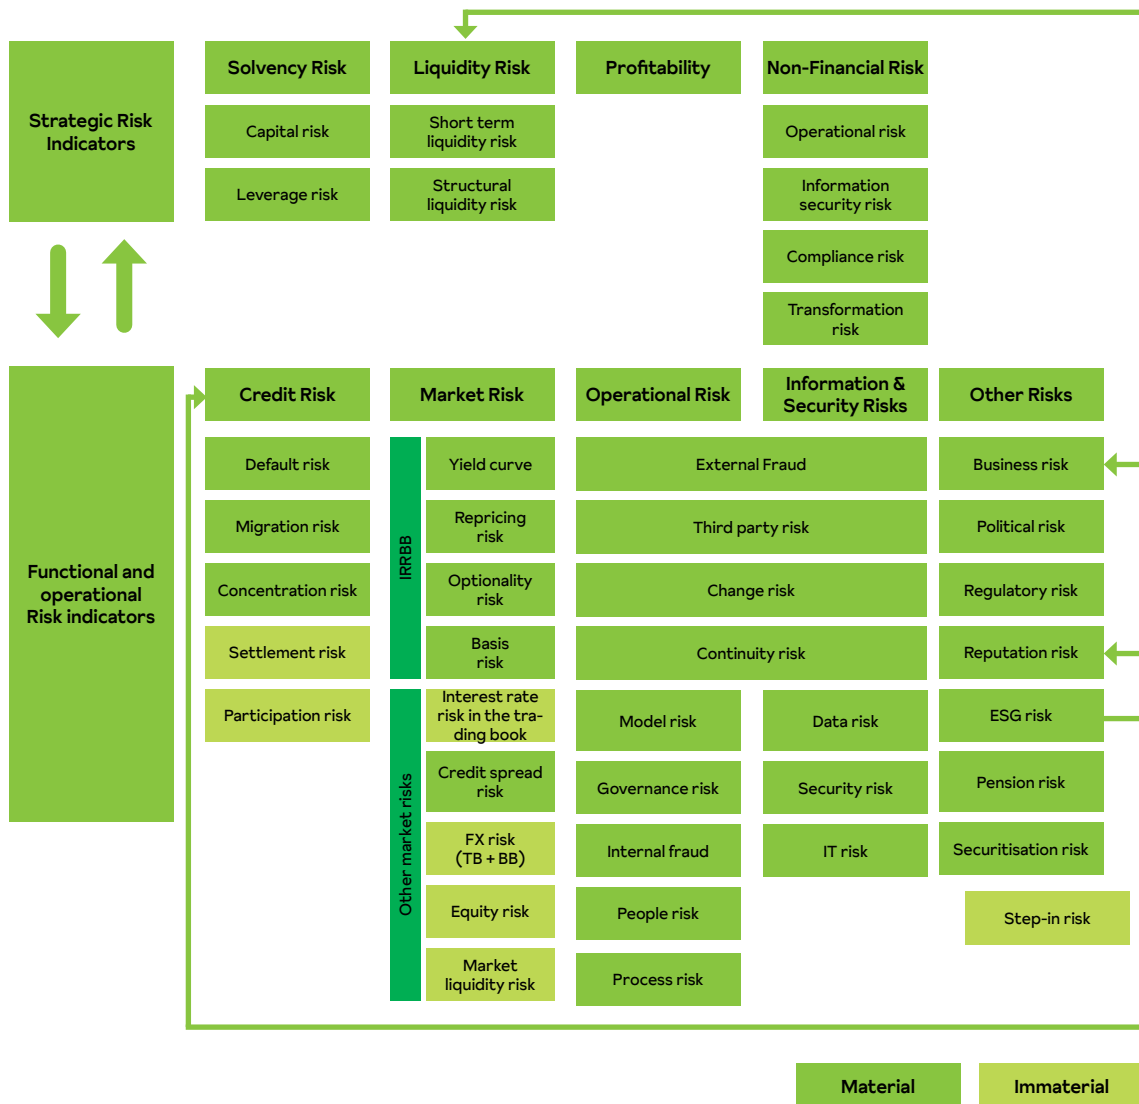 Strategic Risk
Indicators
Solvency Risk
Liquidity Risk
Profitability
Non-Financial Risk
Capital risk
Short term
liquidity risk
Operational risk
Leverage risk
Structural
liquidity risk
Information
security risk
Compliance risk
Transformation
risk
Functional and
operational
Risk indicators
Credit Risk
Market Risk
Operational Risk
Information &
Security Risks
Other Risks
IRRBB
Default risk
Yield curve
External Fraud
Business risk
Migration risk
Repricing
risk
Third party risk
Political risk
Concentration risk
Optionality
risk
Change risk
Regulatory risk
Settlement risk
Basis
risk
Continuity risk
Reputation risk
Other market risks
Participation risk
Interest rate
risk in the tra-
ding book
Model risk
Data risk
ESG risk
Credit spread
risk
Governance risk
Security risk
Pension risk
FX risk
(TB + BB)
Internal fraud
IT risk
Securitisation risk
Equity risk
People risk
Step-in risk
Market
liquidity risk
Process risk
Material
Immaterial